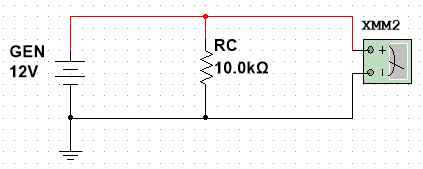 XMM2
GEN
12V
RC
10.0kΩ